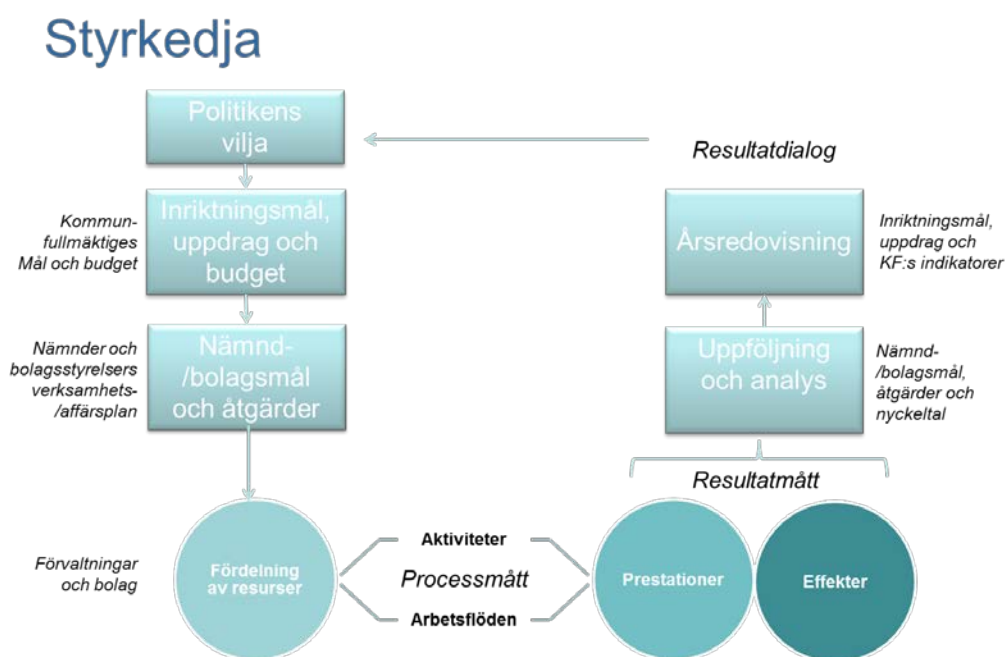 Styrkedja
Politikens
vilja
Resultatdialog
Kommun-
fullmäktiges
Mål och budget
Inriktningsmål,
uppdrag och
budget
Årsredovisning
Inriktningsmål,
uppdrag och
KF:s indikatorer
Nämnder och
bolagsstyrelsers
verksamhets-
/affärsplan
Nämnd-
/bolagsmål
och åtgärder
Uppföljning
och analys
Nämnd-
/bolagsmål,
åtgärder och
nyckeltal
Resultatmått
Förvaltningar
och bolag
Fördelning
av resurser
Aktiviteter
Processmått
Arbetsflöden
Prestationer
Effekter